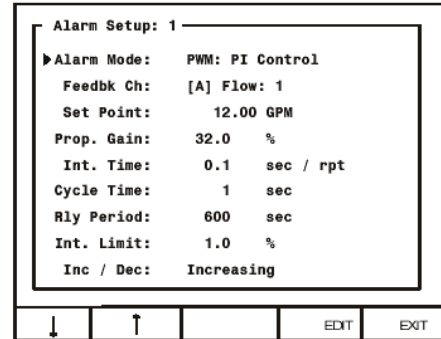 Alarm Setup: 1
Alarm Mode: PWM: PI Control
Feedbk Ch: [A] Flow: 1
Set Point: 12.00 GPM
Prop. Gain: 32.0 %
Int. Time: 0.1 sec / rpt
Cycle Time: 1 sec
Rly Period: 600 sec
Int. Limit: 1.0 %
Inc / Dec: Increasing
↓ ↑ EDIT EXIT